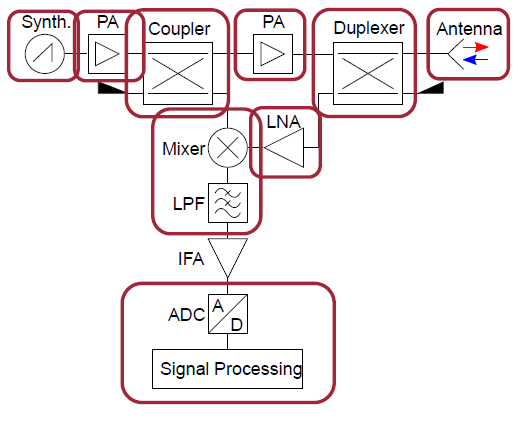 Synth.
PA
Coupler
PA
Duplexer
Antenna
LNA
Mixer
LPF
IFA
ADC
A
D
Signal Processing